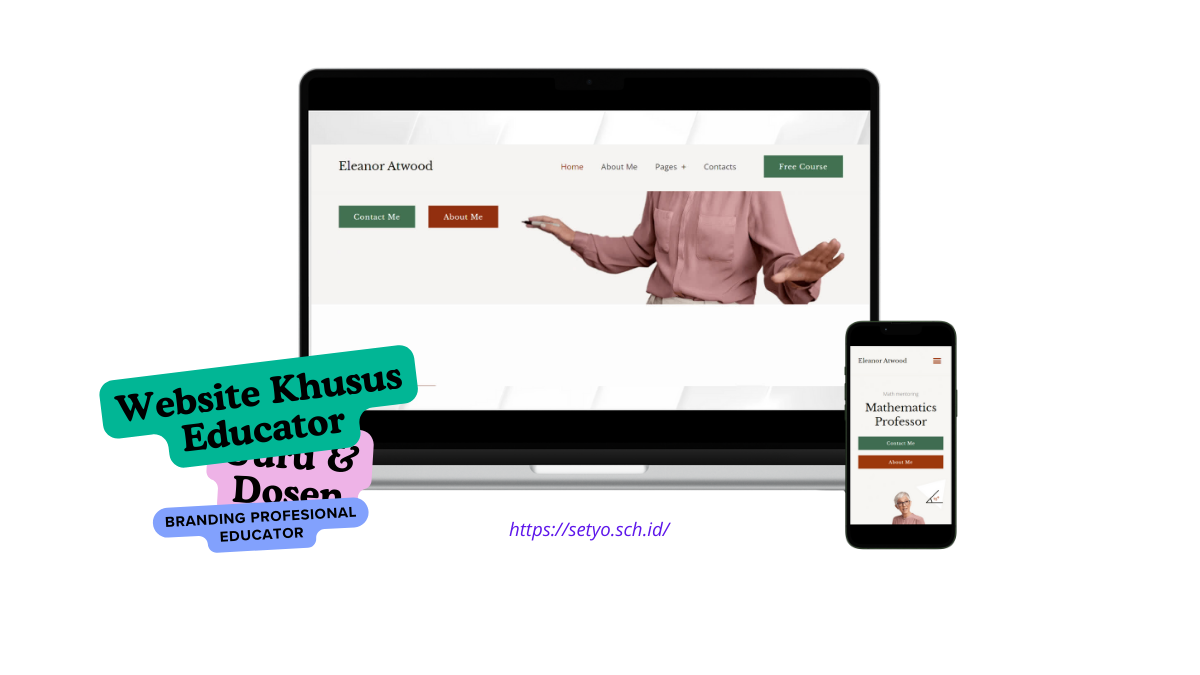 Eleanor Atwood
Home About Me Pages + Contacts Free Course
Contact Me About Me
Website Khusus
Educator
Guru &
Dosen
BRANDING PROFESIONAL
EDUCATOR
https://setyo.sch.id/
Eleanor Atwood
Math mentoring
Mathematics
Professor
Contact Me
About Me